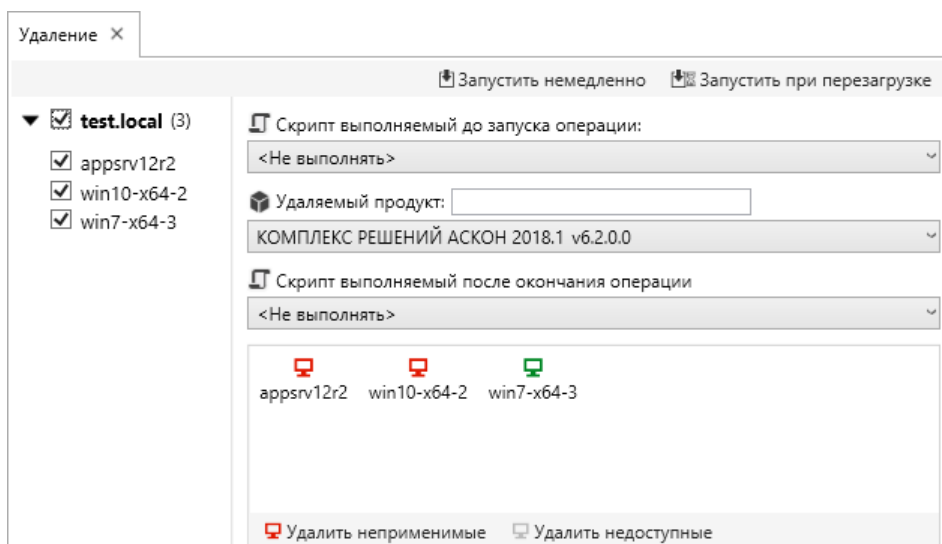 Удаление ×
Запустить немедленно Запустить при перезагрузке
test.local (3)
appsrv12r2
win10-x64-2
win7-x64-3
Скрипт выполняемый до запуска операции:
<Не выполнять>
Удаляемый продукт:
КОМПЛЕКС РЕШЕНИЙ АСКОН 2018.1 v6.2.0.0
Скрипт выполняемый после окончания операции
<Не выполнять>
appsrv12r2 win10-x64-2 win7-x64-3
Удалить неприменимые Удалить недоступные